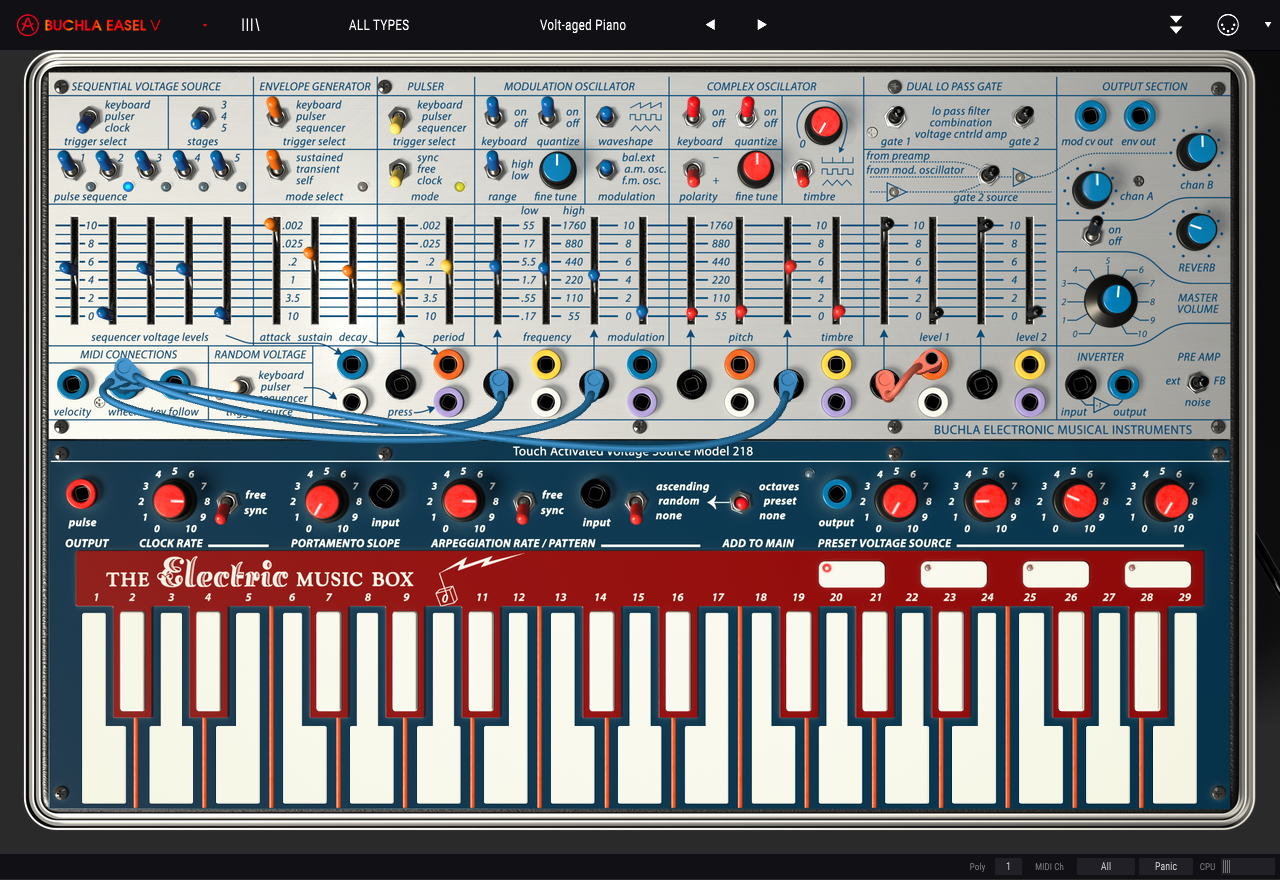 BUCHLA EASEL V
ALL TYPES
Volt-aged Piano
SEQUENTIAL VOLTAGE SOURCE
ENVELOPE GENERATOR
PULSER
MODULATION OSCILLATOR
COMPLEX OSCILLATOR
DUAL LO PASS GATE
OUTPUT SECTION
keyboard
pulser
clock
trigger select
3
4
5
stages
keyboard
pulser
sequencer
trigger select
keyboard
pulser
sequencer
trigger select
on
off
keyboard
on
off
quantize
waveshape
on
off
keyboard
on
off
quantize
0
lo pass filter
combination
voltage cntrld amp
gate 1
gate 2
mod cv out
env out
1
2
3
4
5
pulse sequence
sustained
transient
self
mode select
sync
free
clock
mode
high
low
range
fine tune
bal.ext
a.m. osc.
f.m. osc.
modulation
−
+
polarity
fine tune
timbre
from preamp
from mod. oscillator
gate 2 source
chan B
chan A
on
off
REVERB
MASTER
VOLUME
0 1 2 3 4 5 6 7 8 9 10
low
high
10 .002 .002 .002 55 1760 10 1760 10 10 10
8 .025 .025 .025 17 880 8 880 8 8 8
6 .2 .2 .2 5.5 440 6 440 6 6 6
4 1 1 1 1.7 220 4 220 4 4 4
2 3.5 3.5 3.5 .55 110 2 110 2 2 2
0 10 10 10 .17 55 0 55 0 0 0
sequencer voltage levels
attack
sustain
decay
period
frequency
modulation
pitch
timbre
level 1
level 2
MIDI CONNECTIONS
RANDOM VOLTAGE
INVERTER
PRE AMP
keyboard
pulser
sequencer
trigger source
ext
FB
noise
velocity
key follow
press
input
-1
output
BUCHLA ELECTRONIC MUSICAL INSTRUMENTS
Touch Activated Voltage Source Model 218
0 1 2 3 4 5 6 7 8 9 10
free
sync
0 1 2 3 4 5 6 7 8 9 10
input
0 1 2 3 4 5 6 7 8 9 10
free
sync
input
ascending
random
none
octaves
preset
none
output
0 1 2 3 4 5 6 7 8 9 10
0 1 2 3 4 5 6 7 8 9 10
0 1 2 3 4 5 6 7 8 9 10
0 1 2 3 4 5 6 7 8 9 10
pulse
OUTPUT
CLOCK RATE
PORTAMENTO SLOPE
ARPEGGIATION RATE / PATTERN
ADD TO MAIN
PRESET VOLTAGE SOURCE
THE Electric MUSIC BOX
1 2 3 4 5 6 7 8 9 11 12 13 14 15 16 17 18 19 20 21 22 23 24 25 26 27 28 29
Poly
1
MIDI Ch
All
Panic
CPU